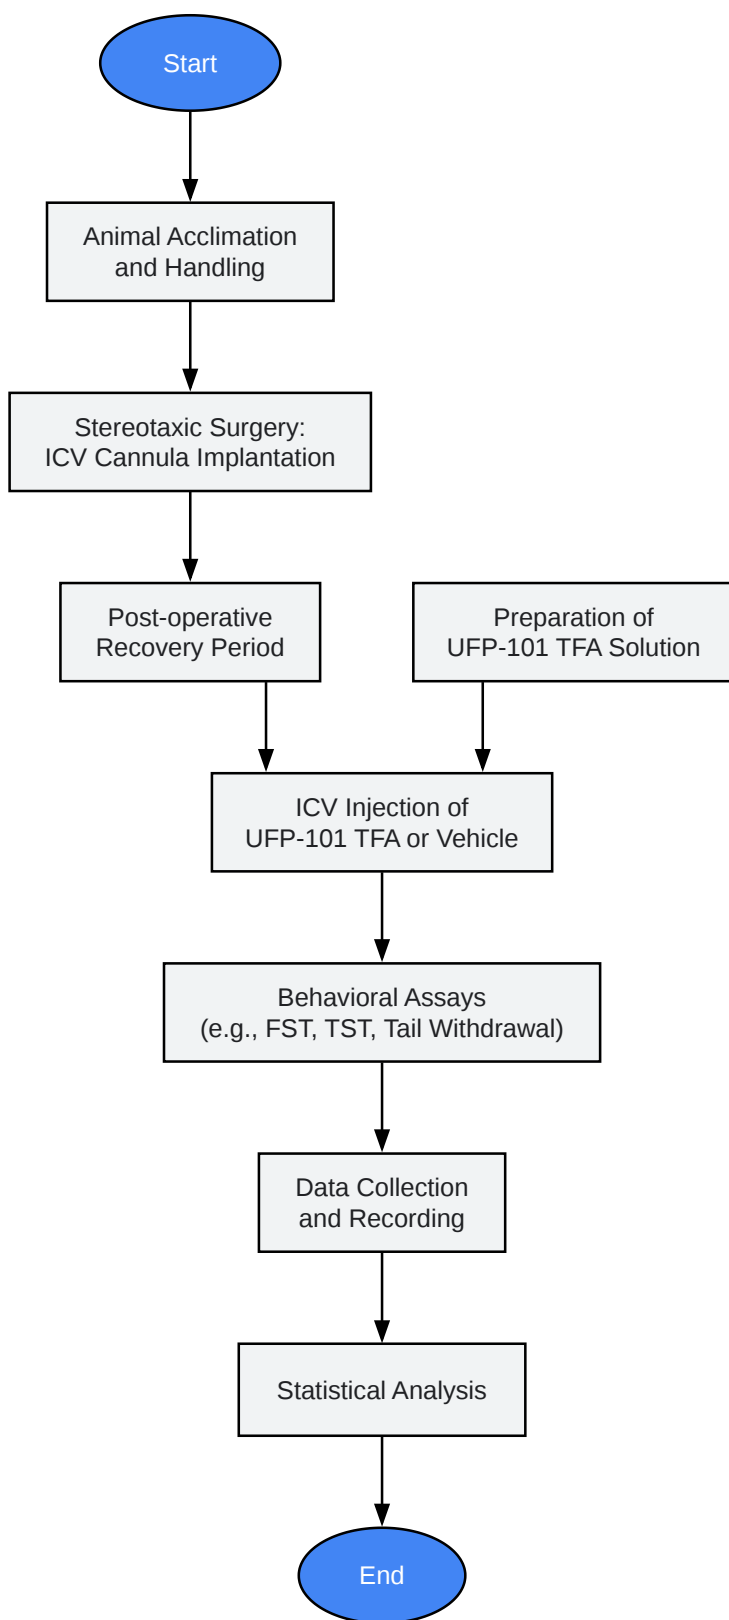 Start
Animal Acclimation
and Handling
Stereotaxic Surgery:
ICV Cannula Implantation
Post-operative
Recovery Period
Preparation of
UFP-101 TFA Solution
ICV Injection of
UFP-101 TFA or Vehicle
Behavioral Assays
(e.g., FST, TST, Tail Withdrawal)
Data Collection
and Recording
Statistical Analysis
End